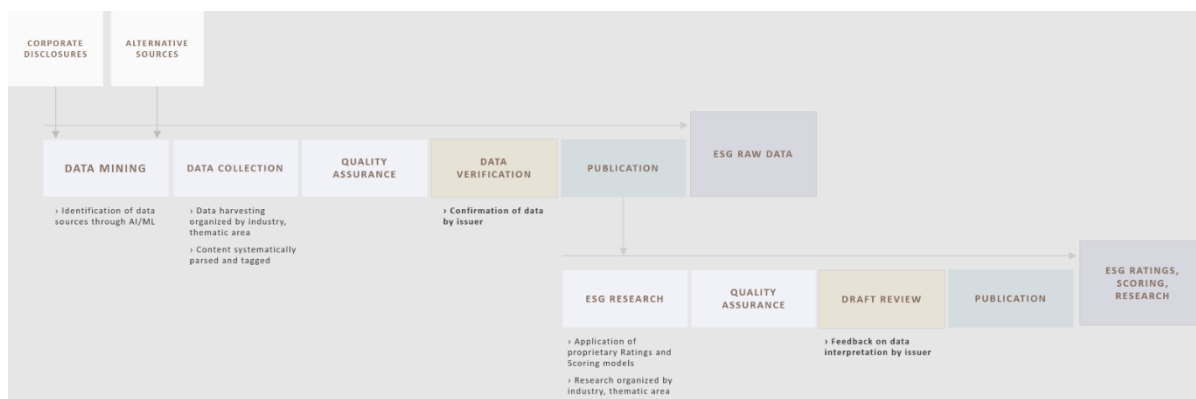 CORPORATE
DISCLOSURES
ALTERNATIVE
SOURCES
DATA MINING
DATA COLLECTION
QUALITY
ASSURANCE
DATA
VERIFICATION
PUBLICATION
ESG RAW DATA
› Identification of data
sources through AI/ML
› Data harvesting
organized by industry,
thematic area
› Content systematically
parsed and tagged
› Confirmation of data
by issuer
ESG RESEARCH
QUALITY
ASSURANCE
DRAFT REVIEW
PUBLICATION
ESG RATINGS,
SCORING,
RESEARCH
› Application of
proprietary Ratings and
Scoring models
› Research organized by
industry, thematic area
› Feedback on data
interpretation by issuer